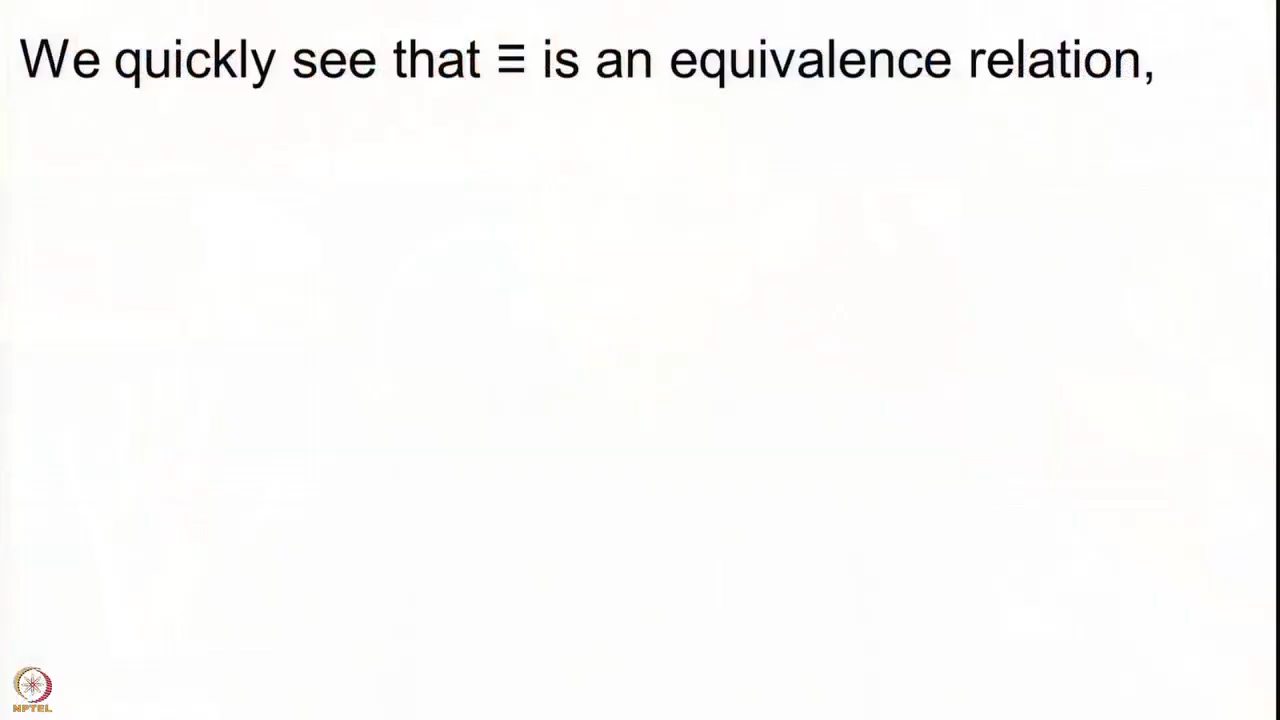 We quickly see that ≡ is an equivalence relation,
NPTEL